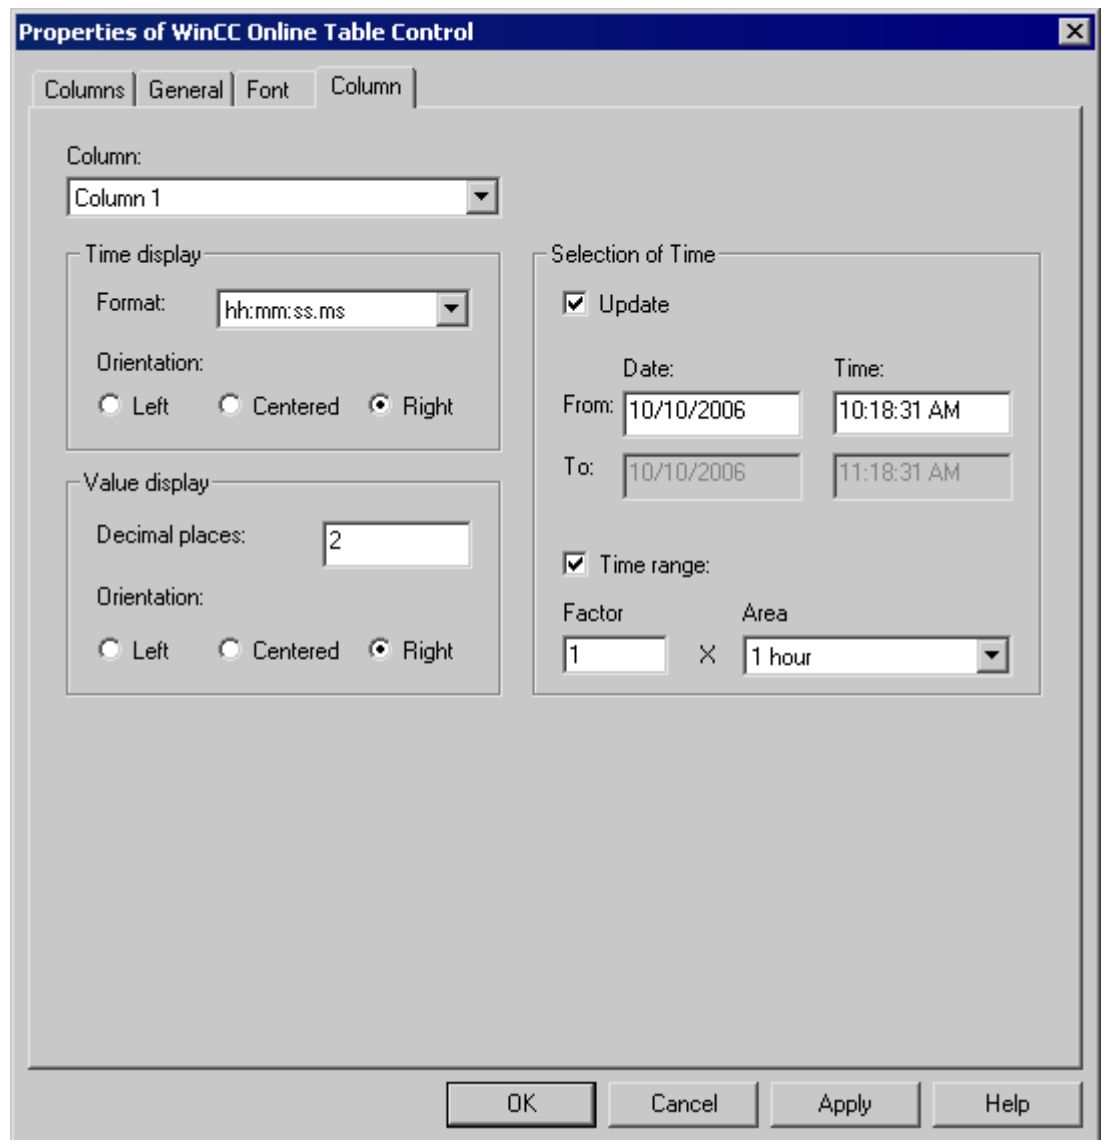 Properties of WinCC Online Table Control
Columns General Font Column
Column:
Column 1
Time display
Format: hh:mm:ss.ms
Orientation:
Left Centered Right
Value display
Decimal places: 2
Orientation:
Left Centered Right
Selection of Time
Update
Date: Time:
From: 10/10/2006 10:18:31 AM
To: 10/10/2006 11:18:31 AM
Time range:
Factor Area
1 X 1 hour
OK Cancel Apply Help